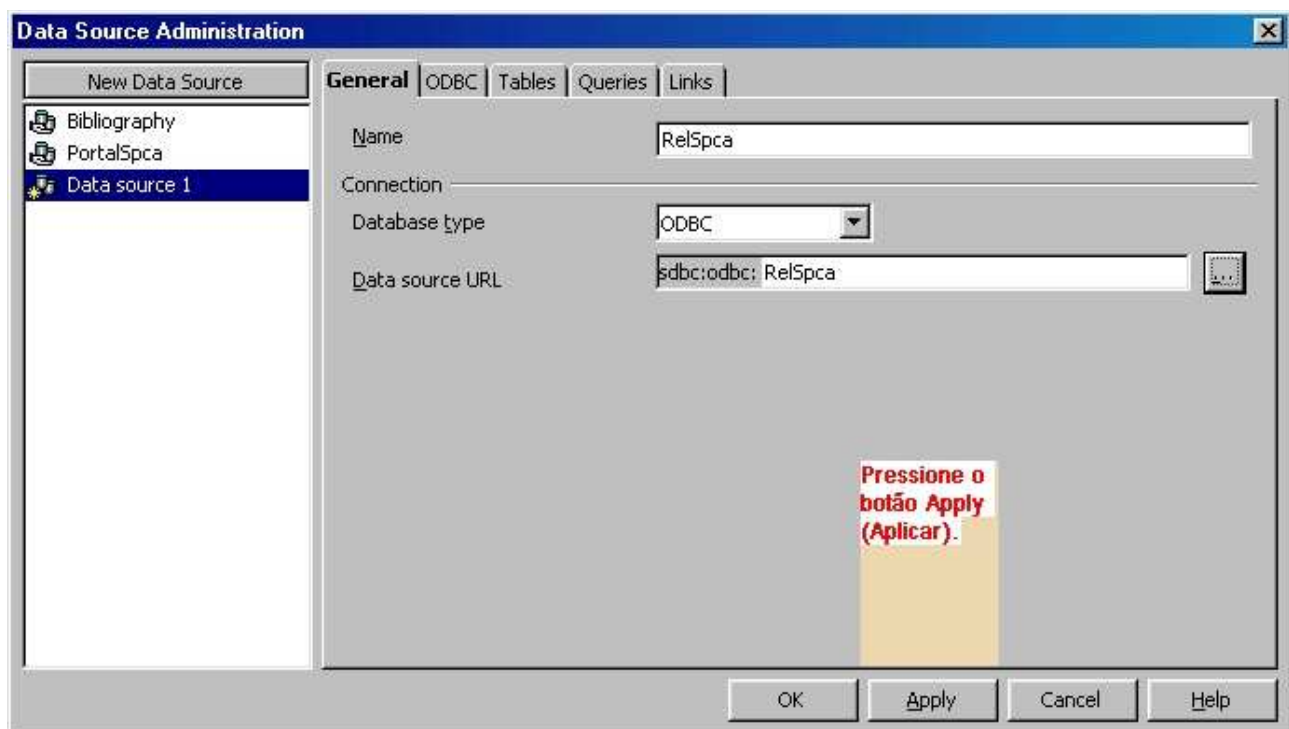 Data Source Administration
New Data Source
Bibliography
PortalSpca
Data source 1
General ODBC Tables Queries Links
Name RelSpca
Connection
Database type ODBC
Data source URL sdbc:odbc: RelSpca ...
Pressione o
botão Apply
(Aplicar).
OK Apply Cancel Help